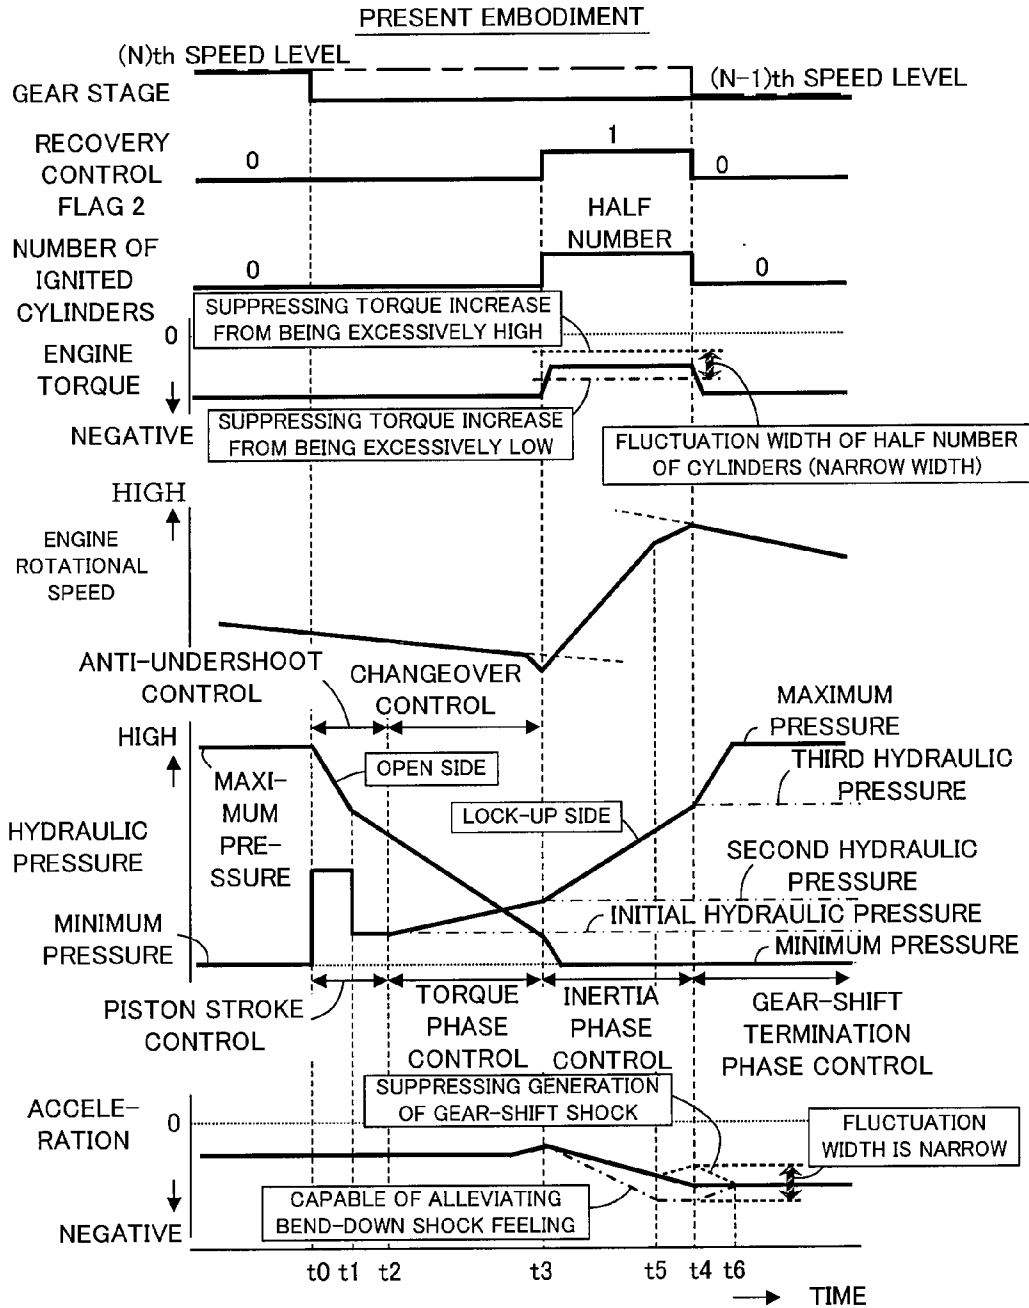 PRESENT EMBODIMENT
(N)th SPEED LEVEL
GEAR STAGE
(N-1)th SPEED LEVEL
RECOVERY
CONTROL
FLAG 2
0
1
0
HALF
NUMBER
NUMBER OF
IGNITED
CYLINDERS
0
0
SUPPRESSING TORQUE INCREASE
FROM BEING EXCESSIVELY HIGH
0
ENGINE
TORQUE
NEGATIVE
SUPPRESSING TORQUE INCREASE
FROM BEING EXCESSIVELY LOW
FLUCTUATION WIDTH OF HALF NUMBER
OF CYLINDERS (NARROW WIDTH)
HIGH
ENGINE
ROTATIONAL
SPEED
ANTI-UNDERSHOOT
CONTROL
CHANGEOVER
CONTROL
MAXIMUM
PRESSURE
HIGH
OPEN SIDE
MAXI-
MUM
PRE-
SSURE
THIRD HYDRAULIC
PRESSURE
LOCK-UP SIDE
HYDRAULIC
PRESSURE
SECOND HYDRAULIC
PRESSURE
INITIAL HYDRAULIC PRESSURE
MINIMUM
PRESSURE
MINIMUM PRESSURE
PISTON STROKE
CONTROL
TORQUE
PHASE
CONTROL
INERTIA
PHASE
CONTROL
GEAR-SHIFT
TERMINATION
PHASE CONTROL
SUPPRESSING GENERATION
OF GEAR-SHIFT SHOCK
ACCELE-
RATION
0
FLUCTUATION
WIDTH IS NARROW
CAPABLE OF ALLEVIATING
BEND-DOWN SHOCK FEELING
NEGATIVE
t0 t1 t2 t3 t5 t4 t6
TIME